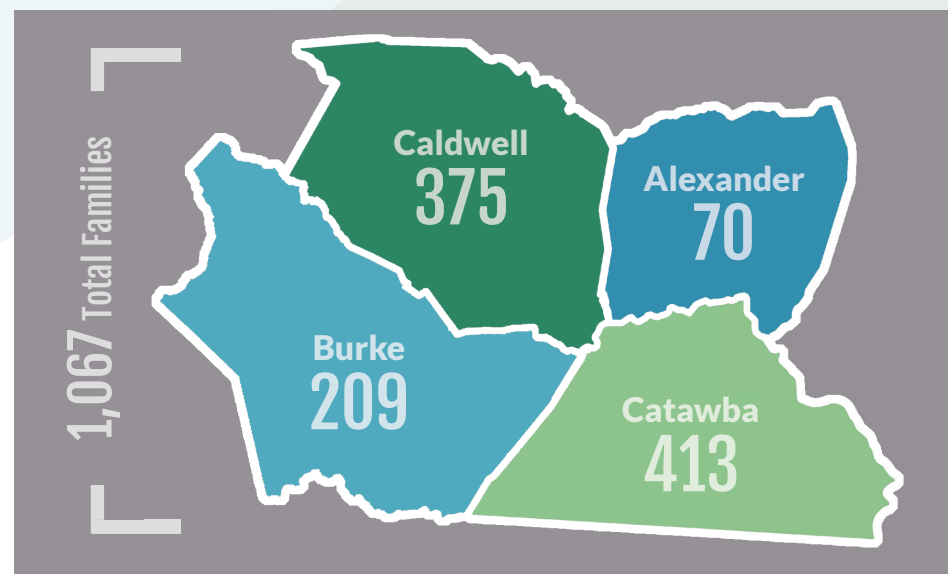 1,067 Total Families
Caldwell
375
Alexander
70
Burke
209
Catawba
413